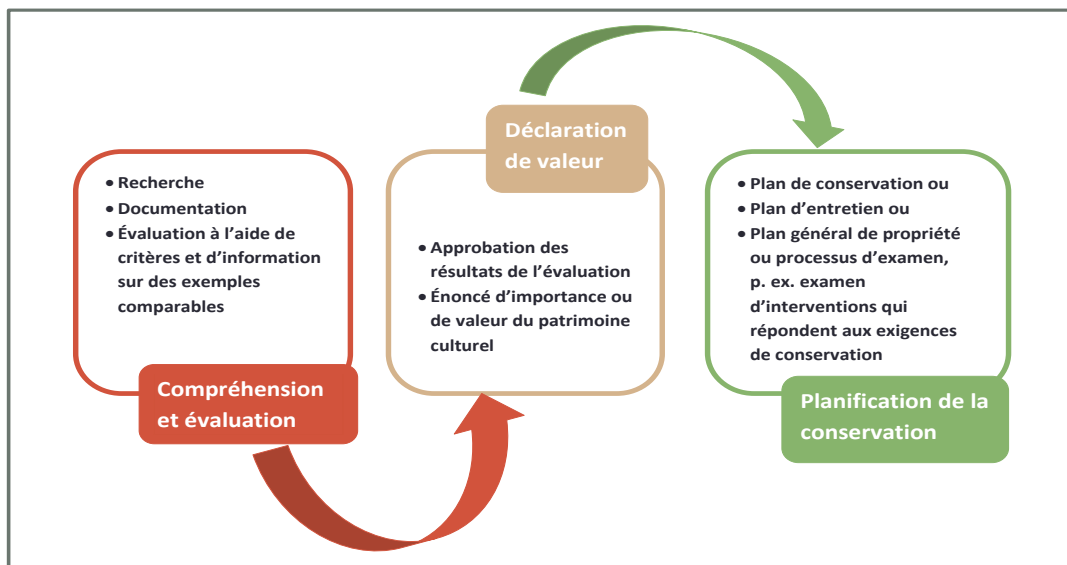 • Recherche
• Documentation
• Évaluation à l’aide de
critères et d’information
sur des exemples
comparables
Compréhension
et évaluation
Déclaration
de valeur
• Approbation des
résultats de l’évaluation
• Énoncé d’importance ou
de valeur du patrimoine
culturel
• Plan de conservation ou
• Plan d’entretien ou
• Plan général de propriété
ou processus d’examen,
p. ex. examen
d’interventions qui
répondent aux exigences
de conservation
Planification de la
conservation